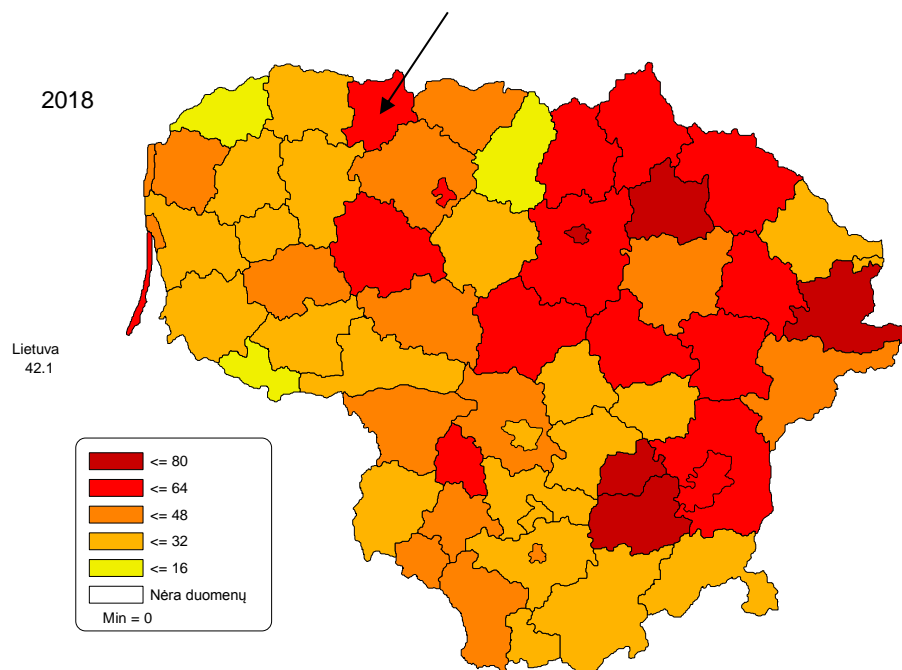 2018
Lietuva
42.1
<= 80
<= 64
<= 48
<= 32
<= 16
Nėra duomenų
Min = 0